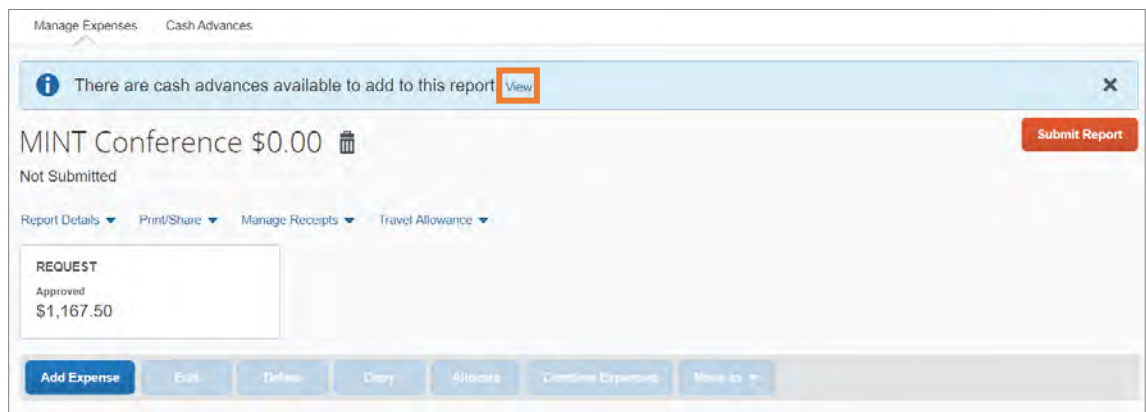 Manage Expenses Cash Advances
There are cash advances available to add to this report View
MINT Conference $0.00
Submit Report
Not Submitted
Report Details Print/Share Manage Receipts Travel Allowance
REQUEST
Approved
$1,167.50
Add Expense Edit Delete Copy Allocate Combine Expenses Move to